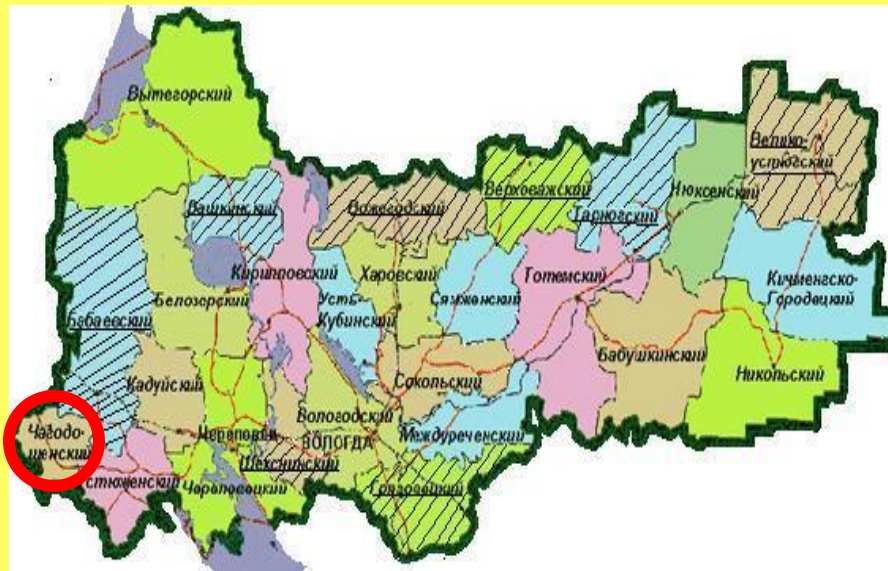 Вытегорский
Велико-
устюгский
Верховажский
Нюксенский
Вашкинский
Вожегодский
Тарногский
Кирилловский
Харовский
Тотемский
Кичменгско-
Городецкий
Белозерский
Усть-
Кубинский
Сямженский
Бабаевский
Бабушкинский
Кадуйский
Сокольский
Никольский
Вологодский
Чагодо-
щенский
Череповец
ВОЛОГДА
Междуреченский
Шекснинский
стюженский
Череповецкий
Грязовецкий